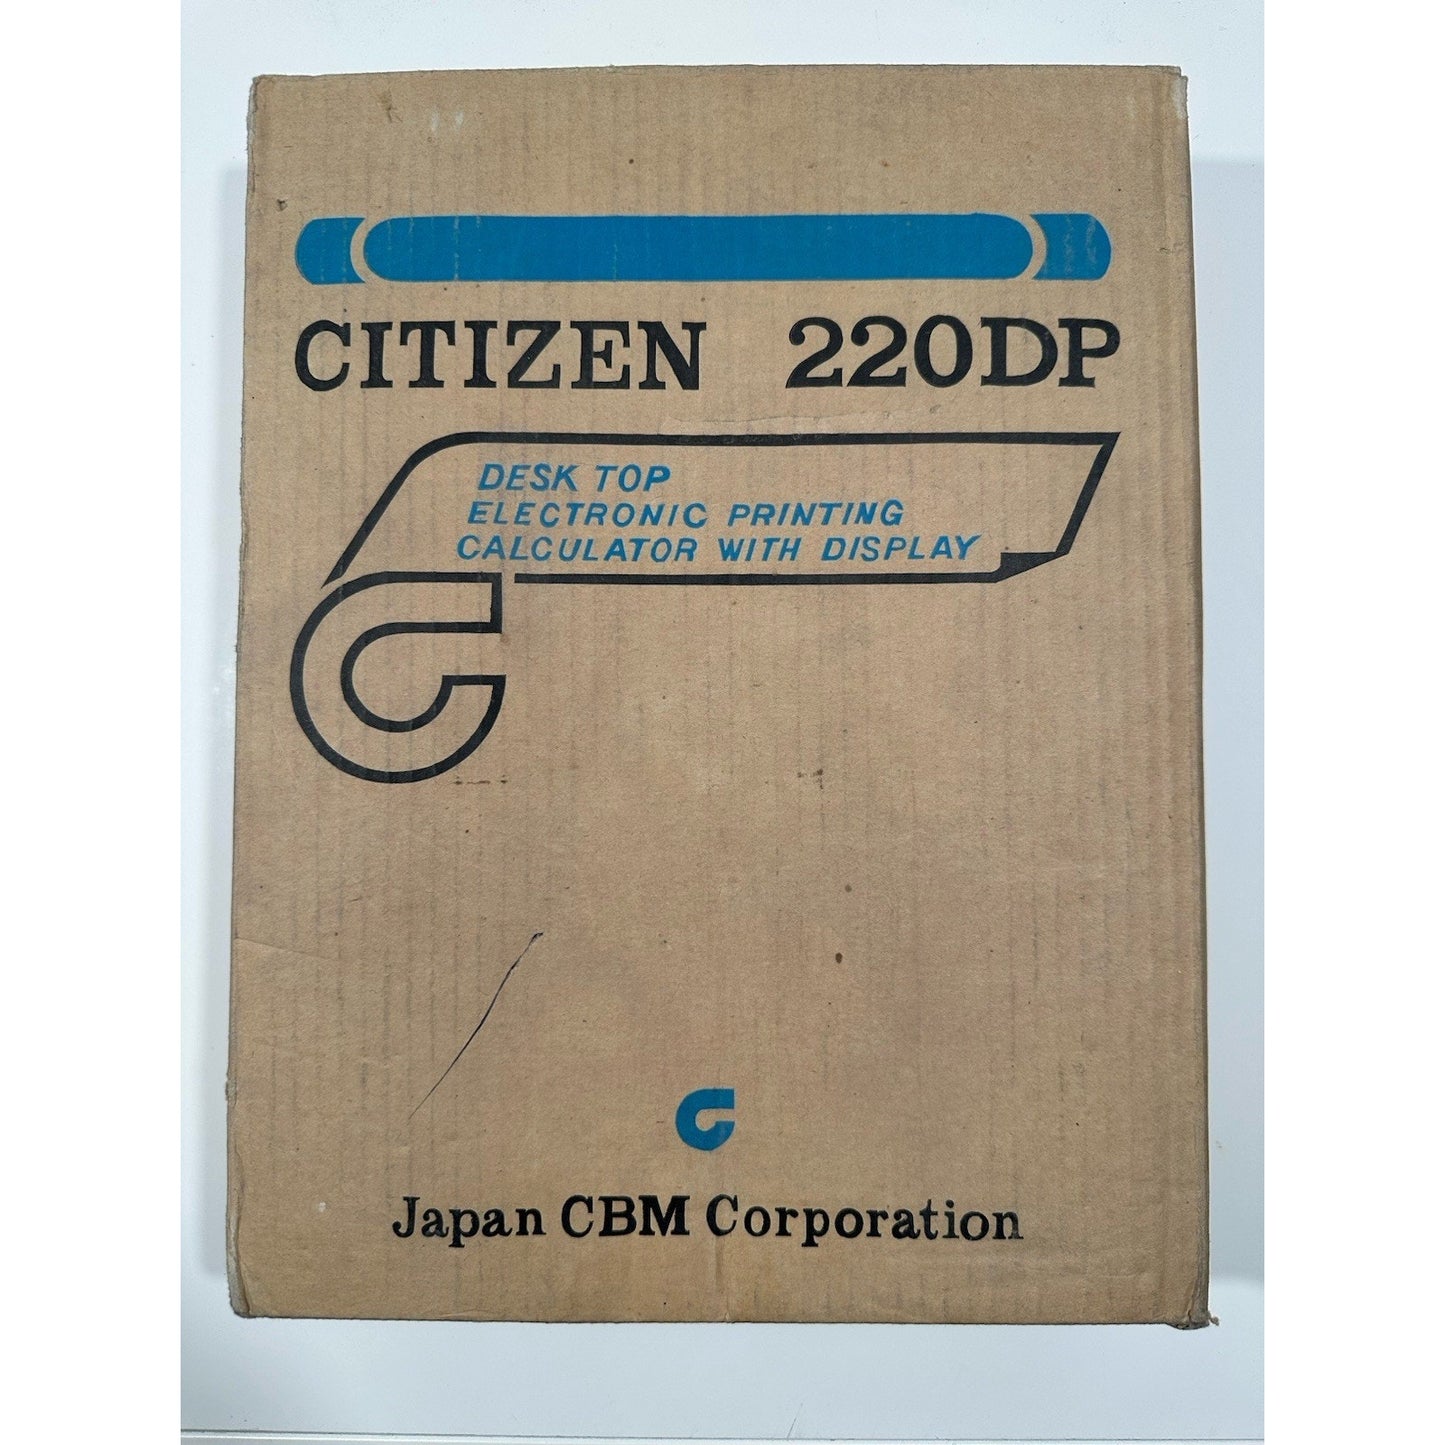 CITIZEN 220DP
DESK TOP
ELECTRONIC PRINTING
CALCULATOR WITH DISPLAY
Japan CBM Corporation